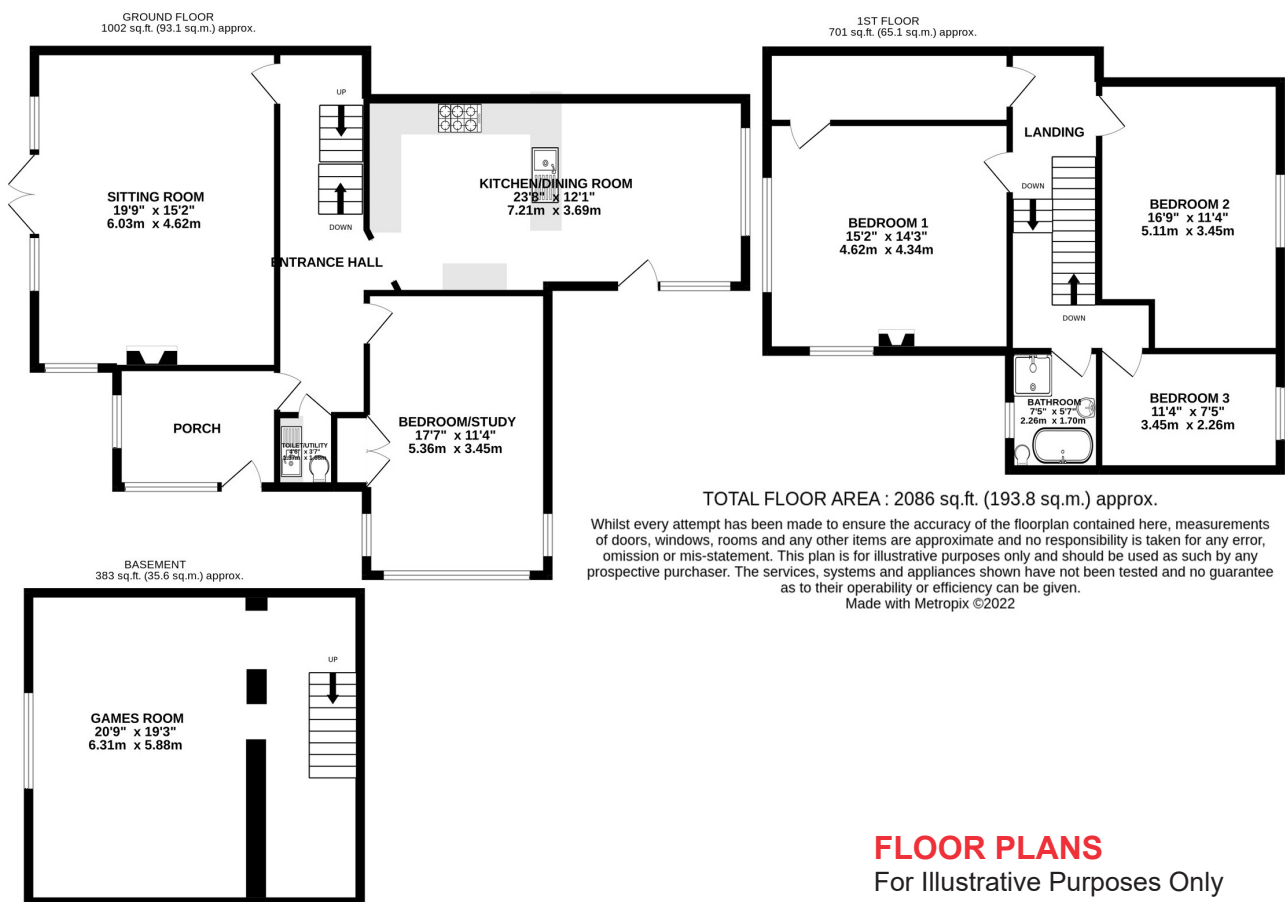 GROUND FLOOR
1002 sq.ft. (93.1 sq.m.) approx.
UP
SITTING ROOM
19'9" x 15'2"
6.03m x 4.62m
DOWN
KITCHEN/DINING ROOM
23'8" x 12'1"
7.21m x 3.69m
ENTRANCE HALL
PORCH
TOILET/UTILITY
BEDROOM/STUDY
17'7" x 11'4"
5.36m x 3.45m
1ST FLOOR
701 sq.ft. (65.1 sq.m.) approx.
LANDING
DOWN
BEDROOM 1
15'2" x 14'3"
4.62m x 4.34m
BEDROOM 2
16'9" x 11'4"
5.11m x 3.45m
DOWN
BATHROOM
7'5" x 5'7"
2.26m x 1.70m
BEDROOM 3
11'4" x 7'5"
3.45m x 2.26m
TOTAL FLOOR AREA : 2086 sq.ft. (193.8 sq.m.) approx.
Whilst every attempt has been made to ensure the accuracy of the floorplan contained here, measurements
of doors, windows, rooms and any other items are approximate and no responsibility is taken for any error,
omission or mis-statement. This plan is for illustrative purposes only and should be used as such by any
prospective purchaser. The services, systems and appliances shown have not been tested and no guarantee
as to their operability or efficiency can be given.
Made with Metropix ©2022
BASEMENT
383 sq.ft. (35.6 sq.m.) approx.
UP
GAMES ROOM
20'9" x 19'3"
6.31m x 5.88m
FLOOR PLANS
For Illustrative Purposes Only